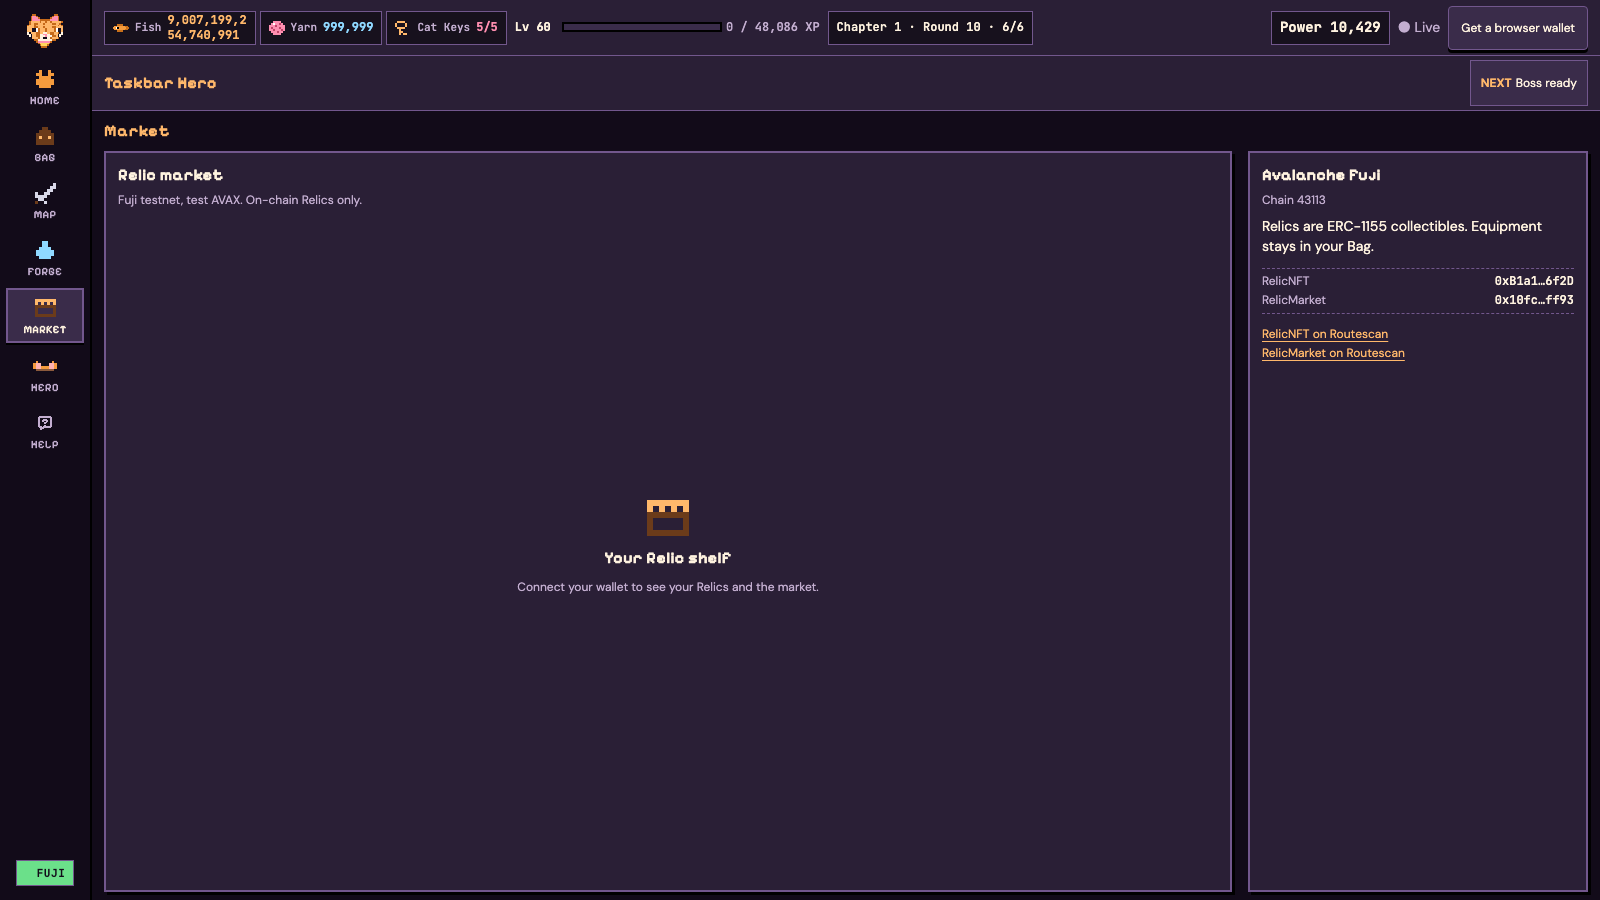 Fish 9,007,199,2
54,740,991
Yarn 999,999
Cat Keys 5/5
Lv 60
0 / 48,086 XP
Chapter 1 · Round 10 · 6/6
Power 10,429
Live
Get a browser wallet
HOME
BAG
MAP
FORGE
MARKET
HERO
HELP
FUJI
Taskbar Hero
NEXT Boss ready
Market
Relic market
Fuji testnet, test AVAX. On-chain Relics only.
Your Relic shelf
Connect your wallet to see your Relics and the market.
Avalanche Fuji
Chain 43113
Relics are ERC-1155 collectibles. Equipment
stays in your Bag.
RelicNFT 0xB1a1…6f2D
RelicMarket 0x10fc…ff93
RelicNFT on Routescan
RelicMarket on Routescan